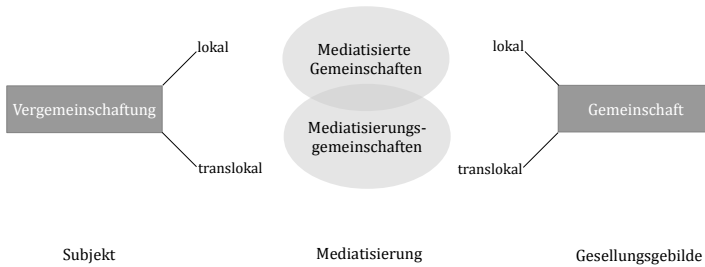 lokal
Mediatisierte
Gemeinschaften
lokal
Vergemeinschaftung
Gemeinschaft
Mediatisierungs-
gemeinschaften
translokal
translokal
Subjekt
Mediatisierung
Gesellungsgebilde